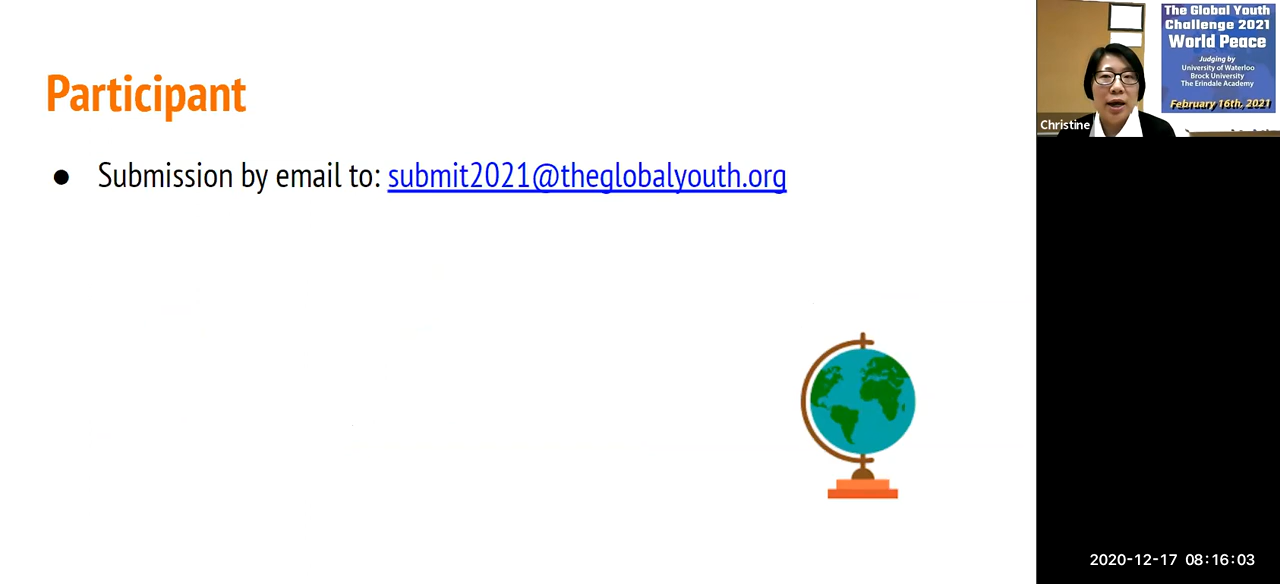 Participant
● Submission by email to: submit2021@theglobalyouth.org
The Global Youth
Challenge 2021
World Peace
Judging by
University of Waterloo
Brock University
The Erindale Academy
February 16th, 2021
Christine
2020-12-17 08:16:03